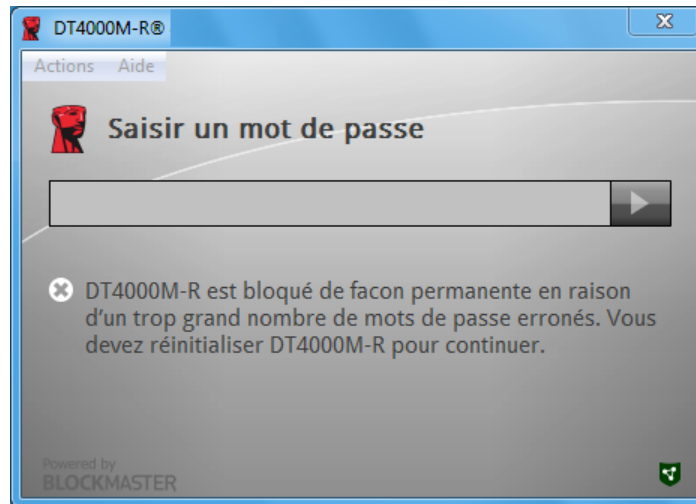 DT4000M-R®
Actions Aide
Saisir un mot de passe
DT4000M-R est bloqué de facon permanente en raison
d'un trop grand nombre de mots de passe erronés. Vous
devez réinitialiser DT4000M-R pour continuer.
Powered by
BLOCKMASTER